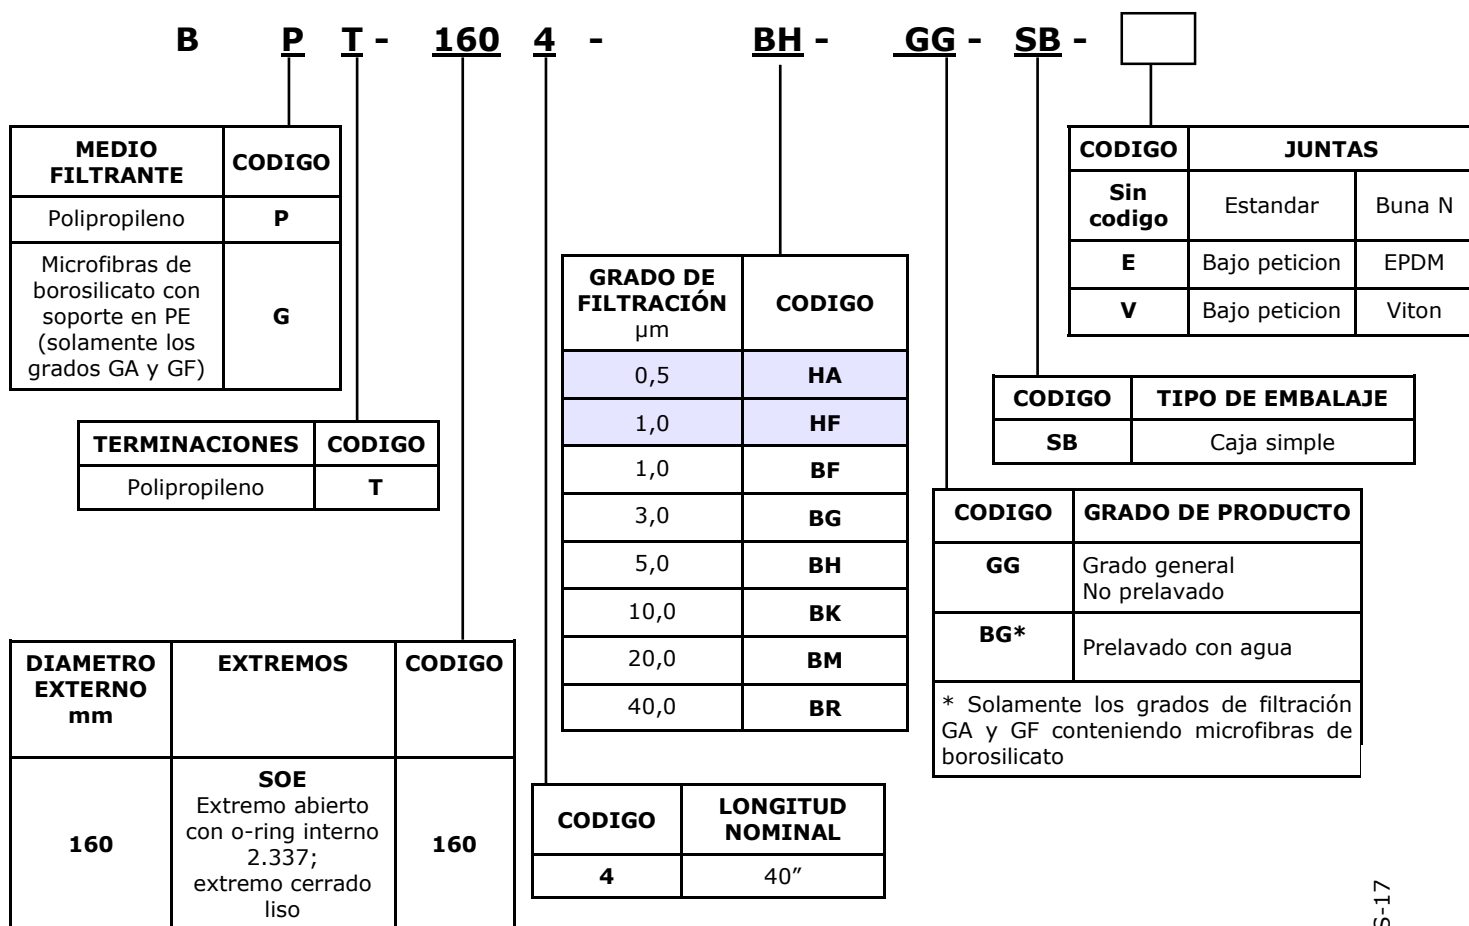 B P T - 160 4 - BH - GG - SB -
MEDIO FILTRANTE CODIGO
Polipropileno P
Microfibras de borosilicato con soporte en PE (solamente los grados GA y GF) G
TERMINACIONES CODIGO
Polipropileno T
DIAMETRO EXTERNO mm EXTREMOS CODIGO
160 SOE Extremo abierto con o-ring interno 2.337; extremo cerrado liso 160
GRADO DE FILTRACIÓN µm CODIGO
0,5 HA
1,0 HF
1,0 BF
3,0 BG
5,0 BH
10,0 BK
20,0 BM
40,0 BR
CODIGO LONGITUD NOMINAL
4 40″
CODIGO JUNTAS
Sin codigo Estandar Buna N
E Bajo peticion EPDM
V Bajo peticion Viton
CODIGO TIPO DE EMBALAJE
SB Caja simple
CODIGO GRADO DE PRODUCTO
GG Grado general No prelavado
BG* Prelavado con agua
* Solamente los grados de filtración
GA y GF conteniendo microfibras de
borosilicato
S-17